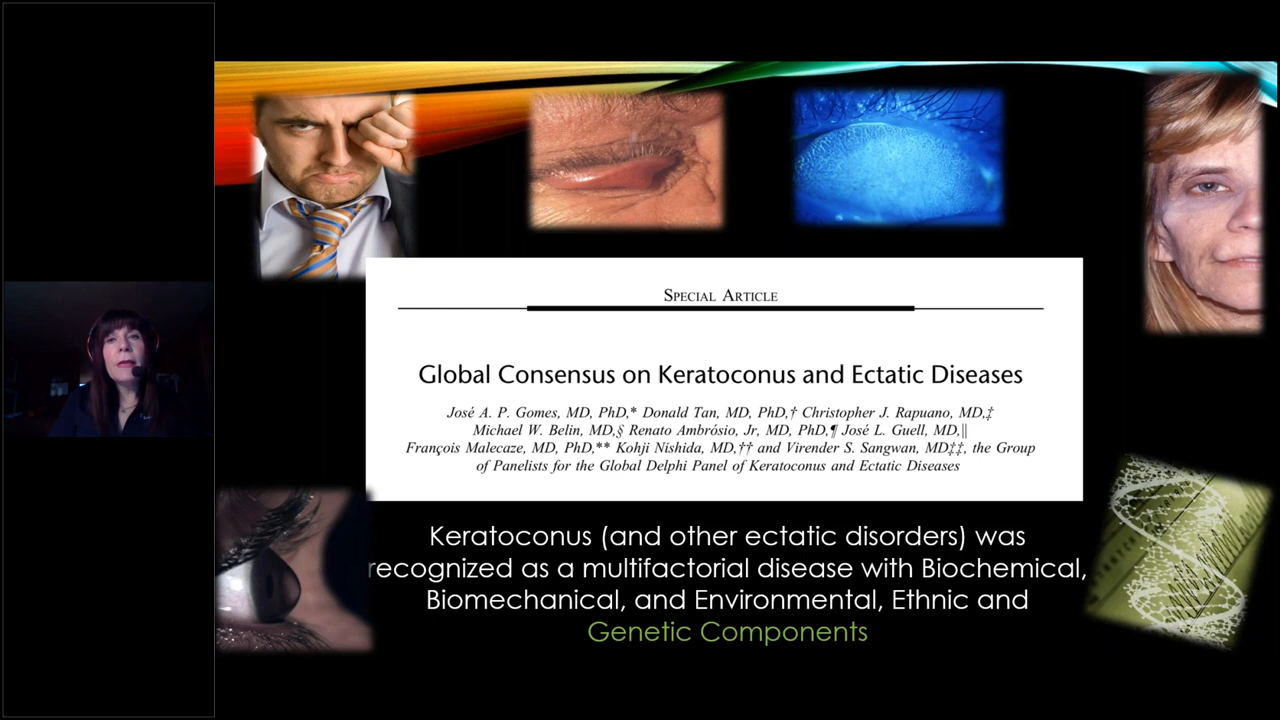 SPECIAL ARTICLE
Global Consensus on Keratoconus and Ectatic Diseases
José A. P. Gomes, MD, PhD,* Donald Tan, MD, PhD,† Christopher J. Rapuano, MD,‡
Michael W. Belin, MD,§ Renato Ambrósio, Jr, MD, PhD,¶ José L. Guell, MD,‖
François Malecaze, MD, PhD,** Kohji Nishida, MD,†† and Virender S. Sangwan, MD‡‡, the Group
of Panelists for the Global Delphi Panel of Keratoconus and Ectatic Diseases
Keratoconus (and other ectatic disorders) was
recognized as a multifactorial disease with Biochemical,
Biomechanical, and Environmental, Ethnic and
Genetic Components